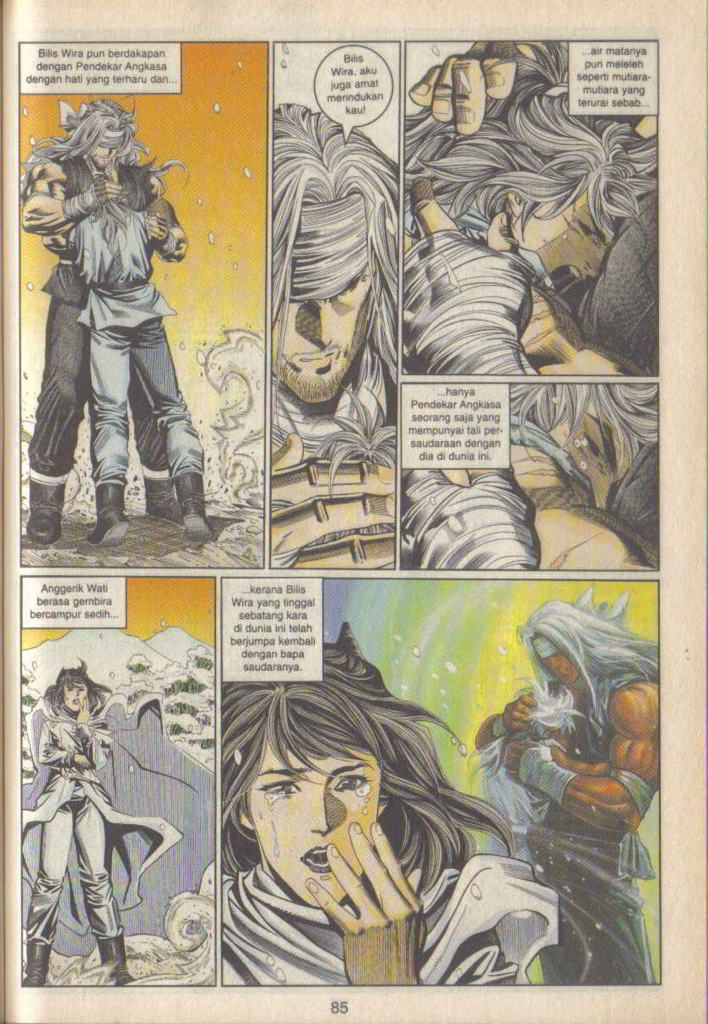 Bilis Wira pun berdakapan
dengan Pendekar Angkasa
dengan hati yang terharu dan...
Bilis
Wira, aku
juga amat
merindukan
kau!
...air matanya
pun meleleh
seperti mutiara-
mutiara yang
terurai sebab...
...hanya
Pendekar Angkasa
seorang saja yang
mempunyai tali per-
saudaraan dengan
dia di dunia ini.
Anggerik Wati
berasa gembira
bercampur sedih...
...kerana Bilis
Wira yang tinggal
sebatang kara
di dunia ini telah
berjumpa kembali
dengan bapa
saudaranya.
85